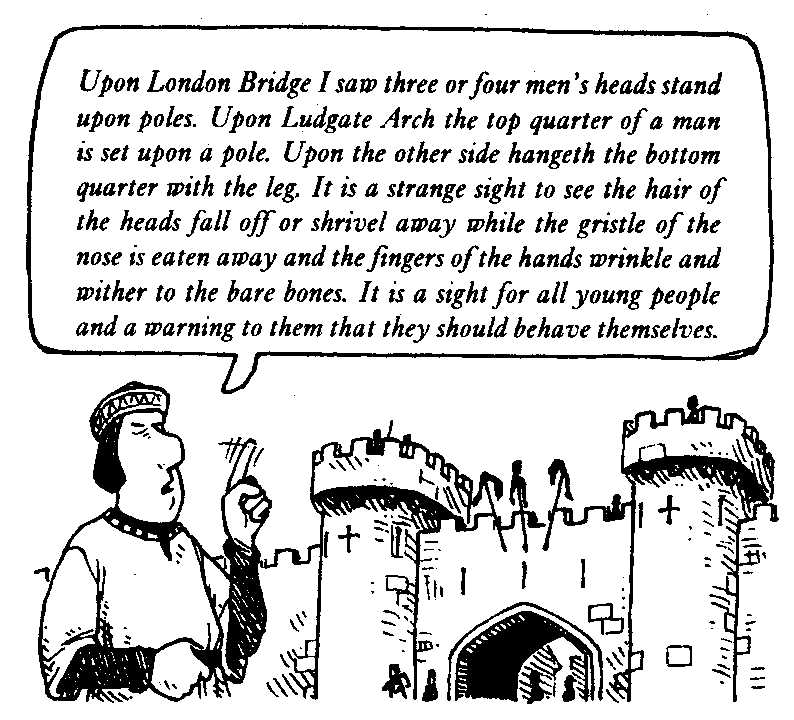 Upon London Bridge I saw three or four men's heads stand
upon poles. Upon Ludgate Arch the top quarter of a man
is set upon a pole. Upon the other side hangeth the bottom
quarter with the leg. It is a strange sight to see the hair of
the heads fall off or shrivel away while the gristle of the
nose is eaten away and the fingers of the hands wrinkle and
wither to the bare bones. It is a sight for all young people
and a warning to them that they should behave themselves.